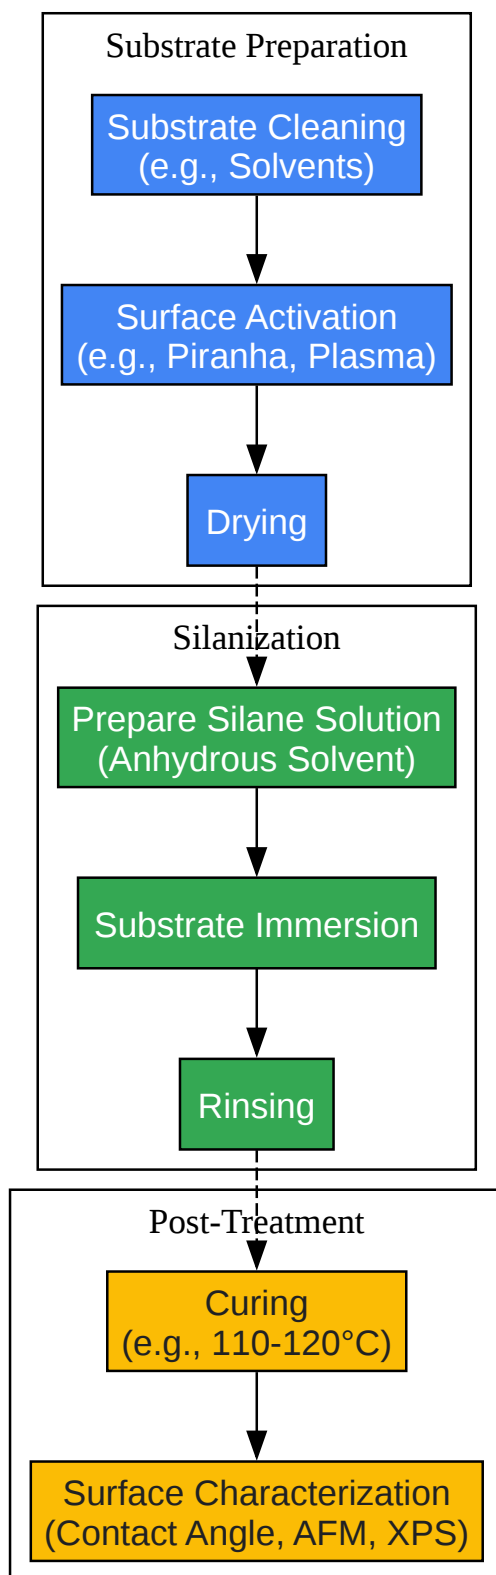 Substrate Preparation
Substrate Cleaning
(e.g., Solvents)
Surface Activation
(e.g., Piranha, Plasma)
Drying
Silanization
Prepare Silane Solution
(Anhydrous Solvent)
Substrate Immersion
Rinsing
Post-Treatment
Curing
(e.g., 110-120°C)
Surface Characterization
(Contact Angle, AFM, XPS)